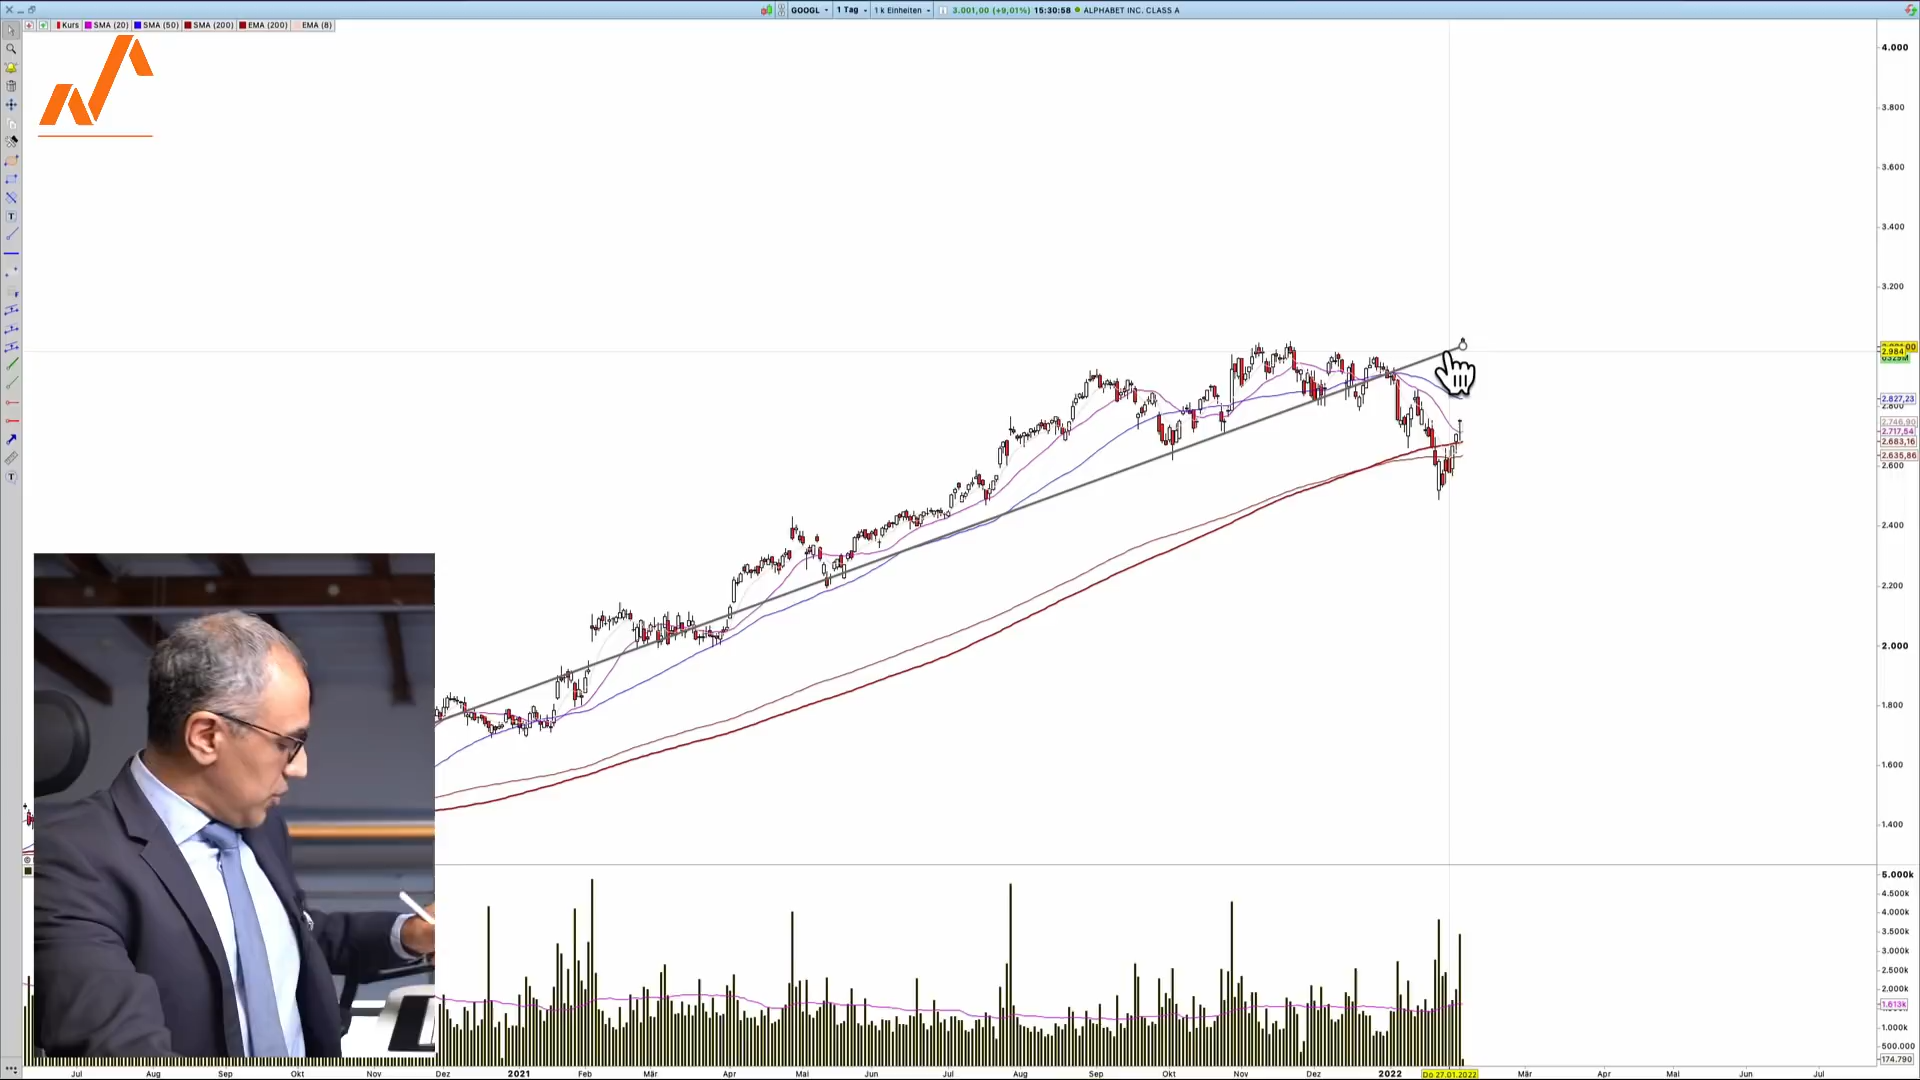 GOOGL 1 Tag 1 k Einheiten 3.001,00 (+9,01%) 15:30:58 ALPHABET INC. CLASS A
Kurs SMA (20) SMA (50) SMA (200) EMA (200) EMA (8)
4.000
3.800
3.600
3.400
3.200
2.984
2.827,23
2.800
2.746,90
2.717,54
2.683,16
2.635,86
2.600
2.400
2.200
2.000
1.800
1.600
1.400
5.000k
4.500k
4.000k
3.500k
3.000k
2.500k
2.000k
1.613k
1.000k
500.000
174.790
Jul Aug Sep Okt Nov Dez 2021 Feb Mär Apr Mai Jun Jul Aug Sep Okt Nov Dez 2022 Do 27.01.2022 Mär Apr Mai Jun Jul